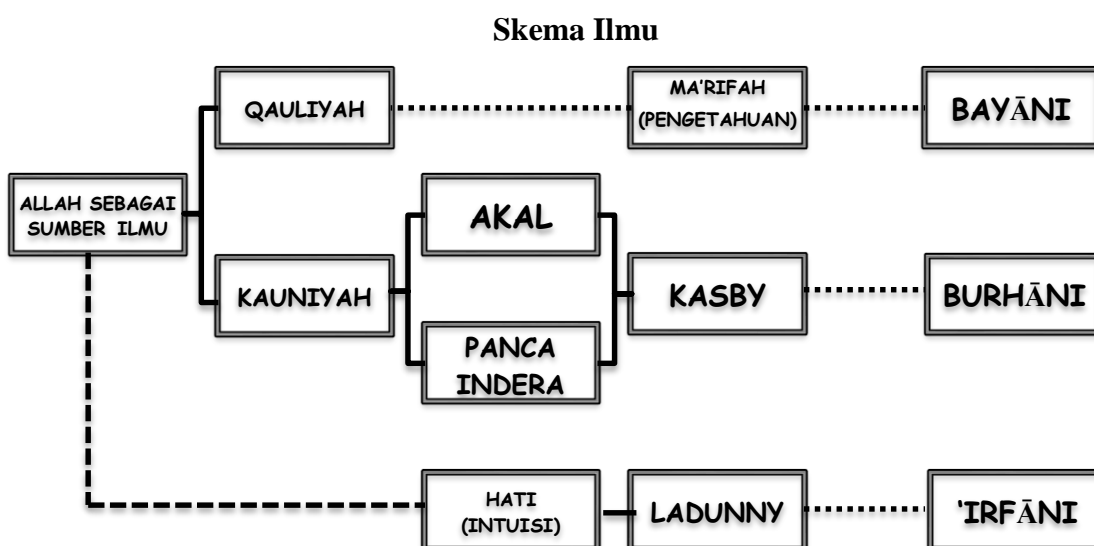 Skema Ilmu
QAULIYAH
MA'RIFAH
(PENGETAHUAN)
BAYĀNI
ALLAH SEBAGAI
SUMBER ILMU
AKAL
KAUNIYAH
KASBY
BURHĀNI
PANCA
INDERA
HATI
(INTUISI)
LADUNNY
'IRFĀNI